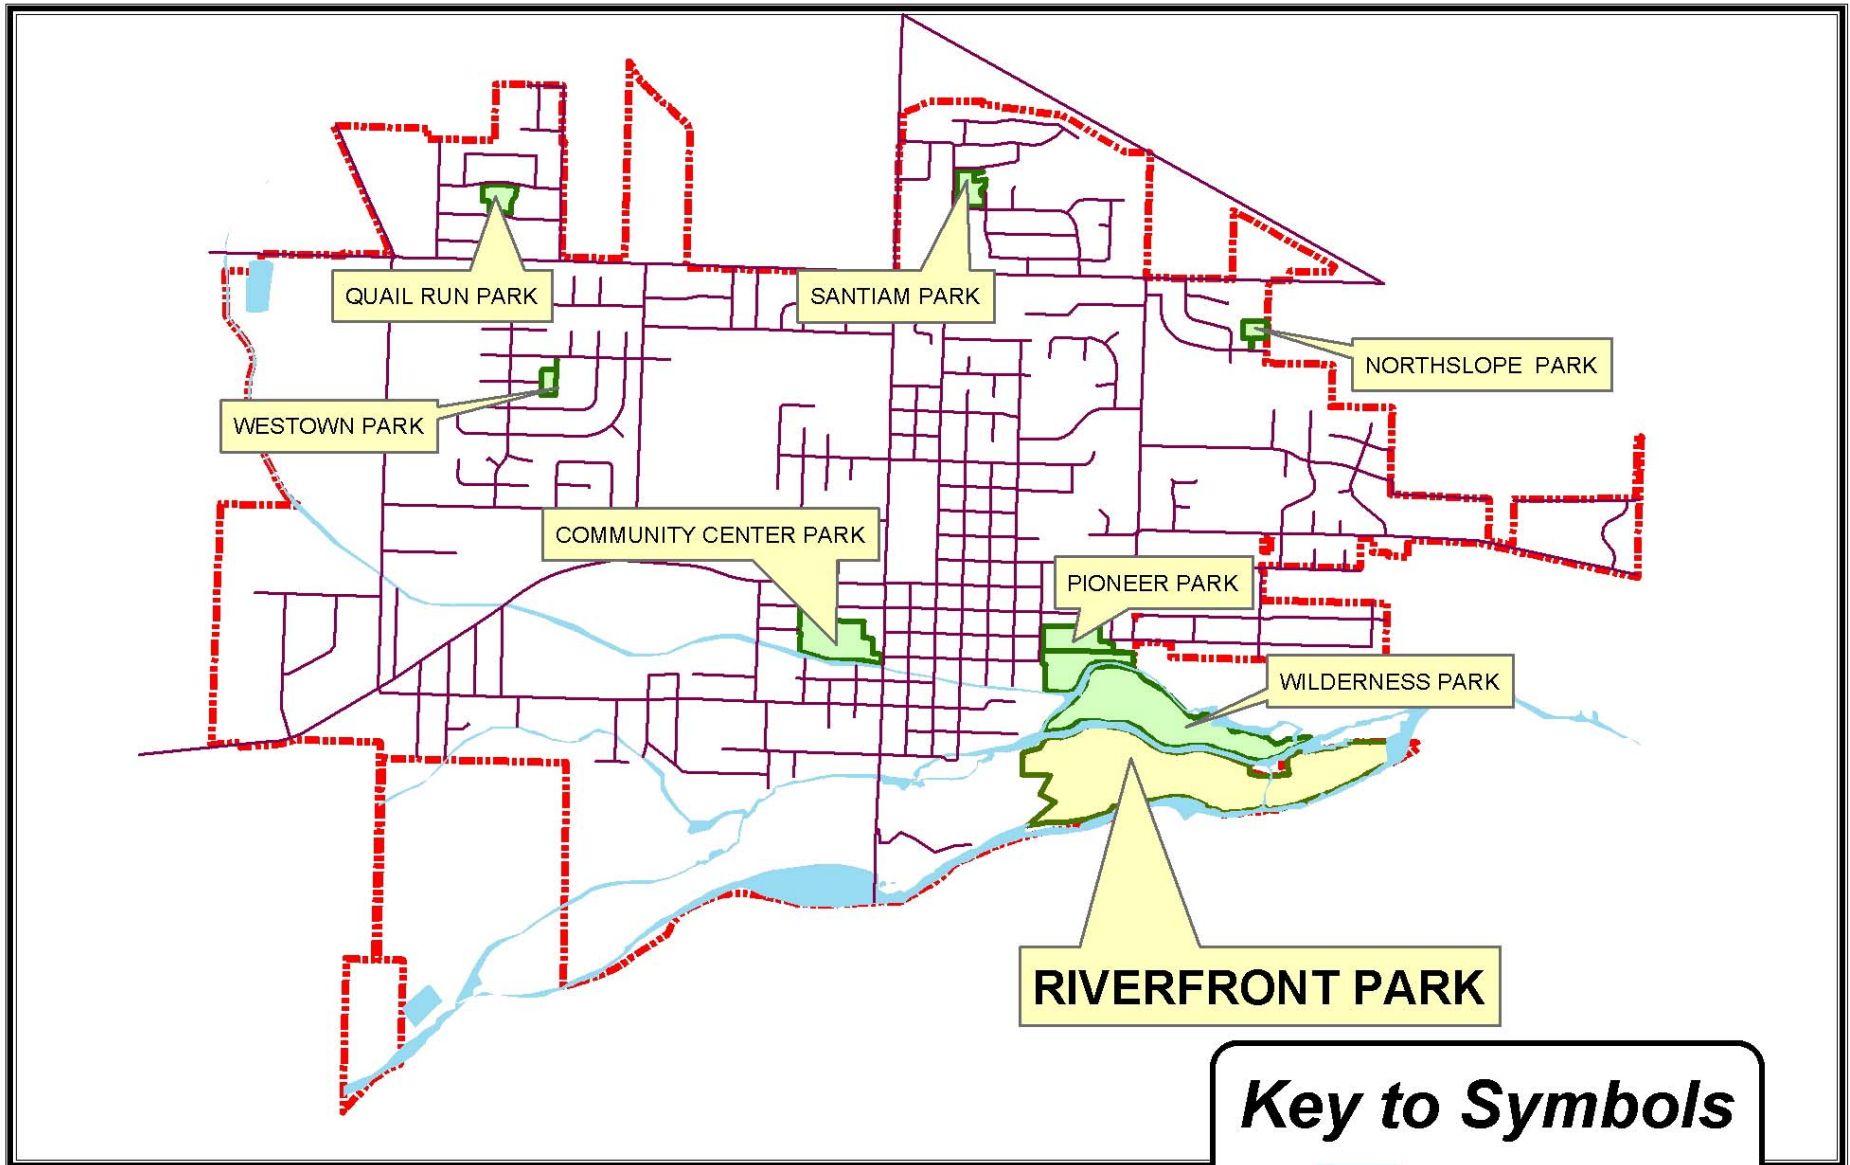 QUAIL RUN PARK
SANTIAM PARK
NORTHSLOPE PARK
WESTOWN PARK
COMMUNITY CENTER PARK
PIONEER PARK
WILDERNESS PARK
RIVERFRONT PARK
Key to Symbols